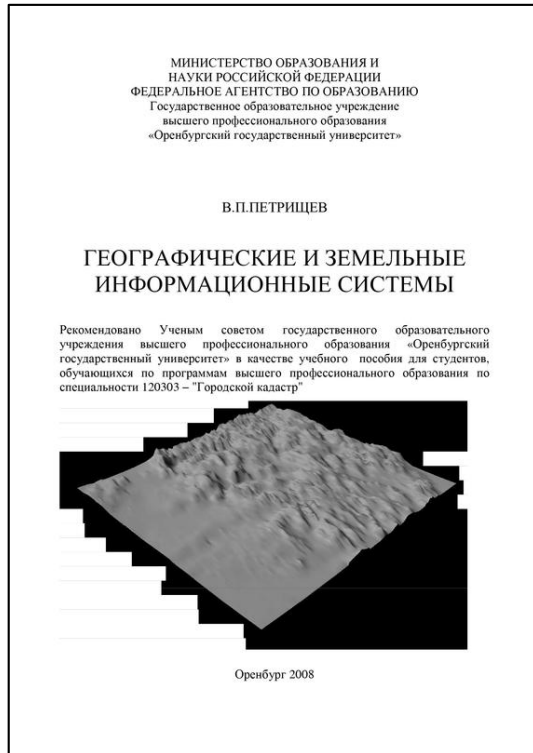 МИНИСТЕРСТВО ОБРАЗОВАНИЯ И
НАУКИ РОССИЙСКОЙ ФЕДЕРАЦИИ
ФЕДЕРАЛЬНОЕ АГЕНТСТВО ПО ОБРАЗОВАНИЮ
Государственное образовательное учреждение
высшего профессионального образования
«Оренбургский государственный университет»
В.П.ПЕТРИЩЕВ
ГЕОГРАФИЧЕСКИЕ И ЗЕМЕЛЬНЫЕ
ИНФОРМАЦИОННЫЕ СИСТЕМЫ
Рекомендовано Ученым советом государственного образовательного
учреждения высшего профессионального образования «Оренбургский
государственный университет» в качестве учебного пособия для студентов,
обучающихся по программам высшего профессионального образования по
специальности 120303 – "Городской кадастр"
Оренбург 2008